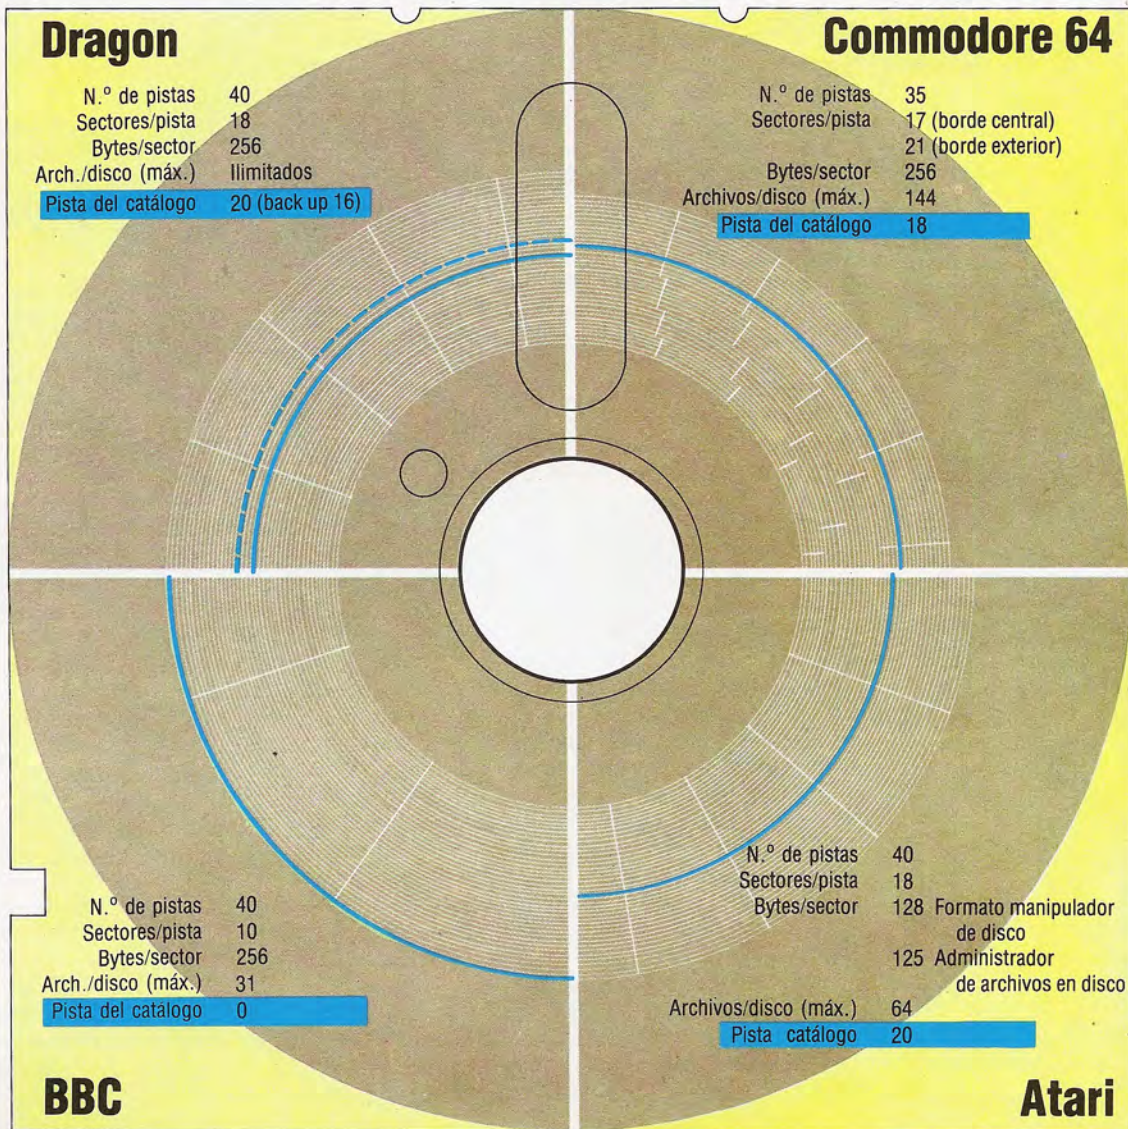 Dragon
N.º de pistas 40
Sectores/pista 18
Bytes/sector 256
Arch./disco (máx.) Ilimitados
Pista del catálogo 20 (back up 16)
Commodore 64
N.º de pistas 35
Sectores/pista 17 (borde central)
21 (borde exterior)
Bytes/sector 256
Archivos/disco (máx.) 144
Pista del catálogo 18
N.º de pistas 40
Sectores/pista 10
Bytes/sector 256
Arch./disco (máx.) 31
Pista del catálogo 0
BBC
N.º de pistas 40
Sectores/pista 18
Bytes/sector 128 Formato manipulador
de disco
125 Administrador
de archivos en disco
Archivos/disco (máx.) 64
Pista catálogo 20
Atari